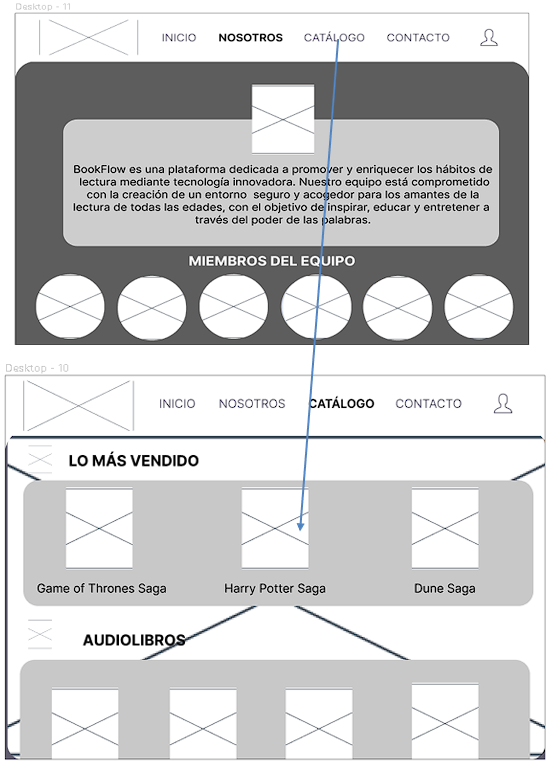 Desktop - 11
INICIO NOSOTROS CATÁLOGO CONTACTO
BookFlow es una plataforma dedicada a promover y enriquecer los hábitos de
lectura mediante tecnología innovadora. Nuestro equipo está comprometido
con la creación de un entorno seguro y acogedor para los amantes de la
lectura de todas las edades, con el objetivo de inspirar, educar y entretener a
través del poder de las palabras.
MIEMBROS DEL EQUIPO
Desktop - 10
INICIO NOSOTROS CATÁLOGO CONTACTO
LO MÁS VENDIDO
Game of Thrones Saga Harry Potter Saga Dune Saga
AUDIOLIBROS